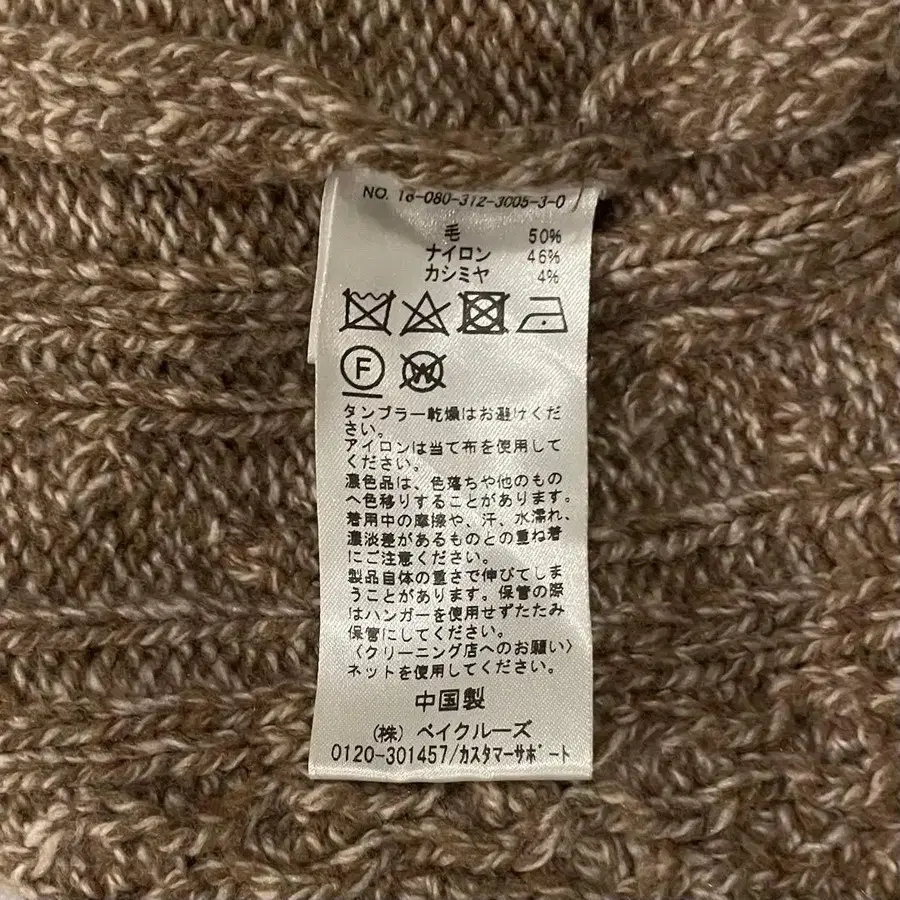 NO. 16-080-312-3005-3-0
毛 50%
ナイロン 46%
カシミヤ 4%
F W
タンブラー乾燥はお避けくだ
さい。
アイロンは当て布を使用して
ください。
濃色品は、色落ちや他のもの
へ色移りすることがあります。
着用中の摩擦や、汗、水濡れ、
濃淡差があるものとの重ね着
にご注意ください。
製品自体の重さで伸びてしま
うことがあります。保管の際
はハンガーを使用せずたたみ
保管にしてください。
〈クリーニング店へのお願い〉
ネットを使用してください。
中国製
(株) ベイクルーズ
0120-301457/カスタマーサポート